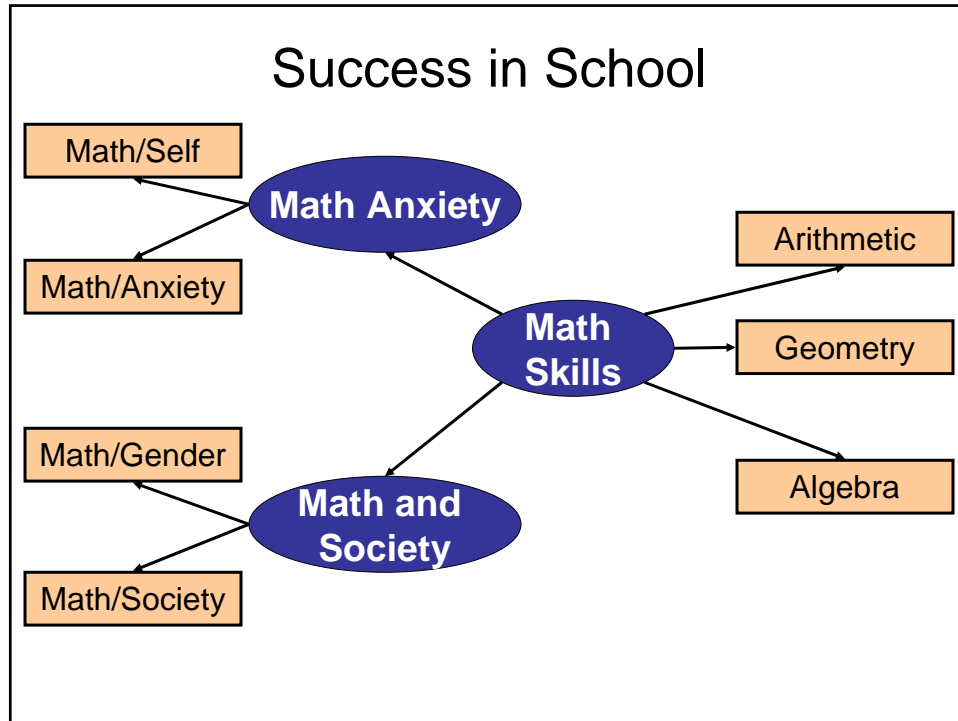 Success in School
Math/Self
Math Anxiety
Math/Anxiety
Arithmetic
Math
Skills
Geometry
Math/Gender
Math and
Society
Algebra
Math/Society